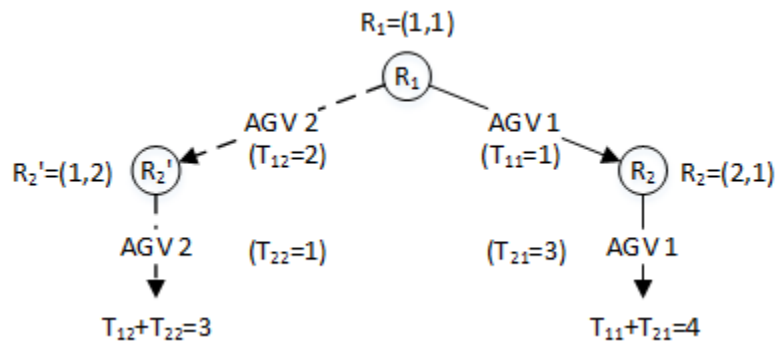 R₁=(1,1)
R₁
AGV 2
AGV 1
(T₁₂=2)
(T₁₁=1)
R₂'=(1,2)
R₂'
R₂
R₂=(2,1)
AGV 2
(T₂₂=1)
(T₂₁=3)
AGV 1
T₁₂+T₂₂=3
T₁₁+T₂₁=4